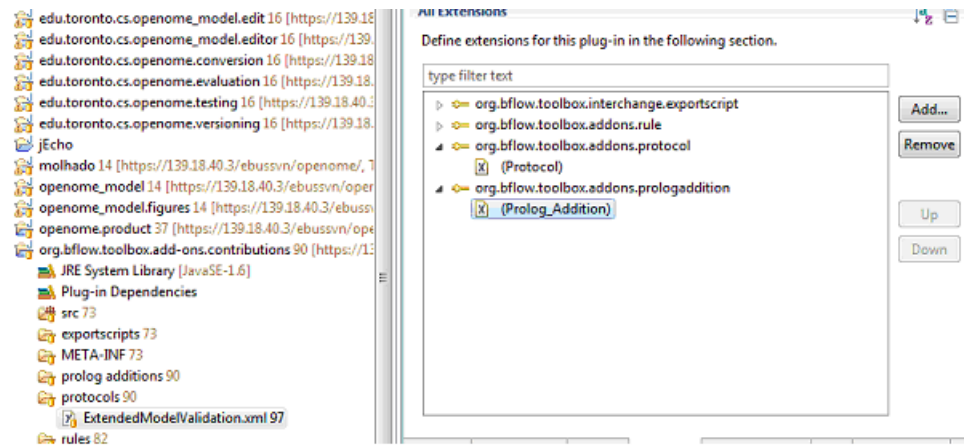 edu.toronto.cs.openome_model.edit 16 [https://139.18
edu.toronto.cs.openome_model.editor 16 [https://139.
edu.toronto.cs.openome.conversion 16 [https://139.18
edu.toronto.cs.openome.evaluation 16 [https://139.18.
edu.toronto.cs.openome.testing 16 [https://139.18.40.3
edu.toronto.cs.openome.versioning 16 [https://139.18.
jEcho
molhado 14 [https://139.18.40.3/ebussvn/openome/, T
openome_model 14 [https://139.18.40.3/ebussvn/oper
openome_model.figures 14 [https://139.18.40.3/ebussv
openome.product 37 [https://139.18.40.3/ebussvn/ope
org.bflow.toolbox.add-ons.contributions 90 [https://13
JRE System Library [JavaSE-1.6]
Plug-in Dependencies
src 73
exportscripts 73
META-INF 73
prolog additions 90
protocols 90
ExtendedModelValidation.xml 97
rules 82
All Extensions
Define extensions for this plug-in in the following section.
type filter text
org.bflow.toolbox.interchange.exportscript
org.bflow.toolbox.addons.rule
org.bflow.toolbox.addons.protocol
(Protocol)
org.bflow.toolbox.addons.prologaddition
(Prolog_Addition)
Add...
Remove
Up
Down